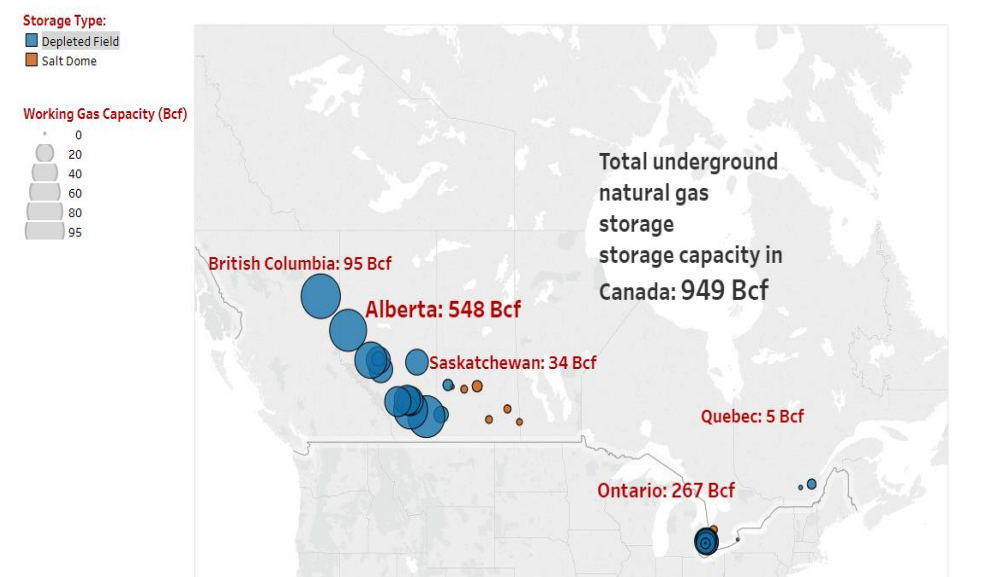 Storage Type:
Depleted Field
Salt Dome
Working Gas Capacity (Bcf)
0
20
40
60
80
95
Total underground
natural gas
storage
storage capacity in
Canada: 949 Bcf
British Columbia: 95 Bcf
Alberta: 548 Bcf
Saskatchewan: 34 Bcf
Quebec: 5 Bcf
Ontario: 267 Bcf